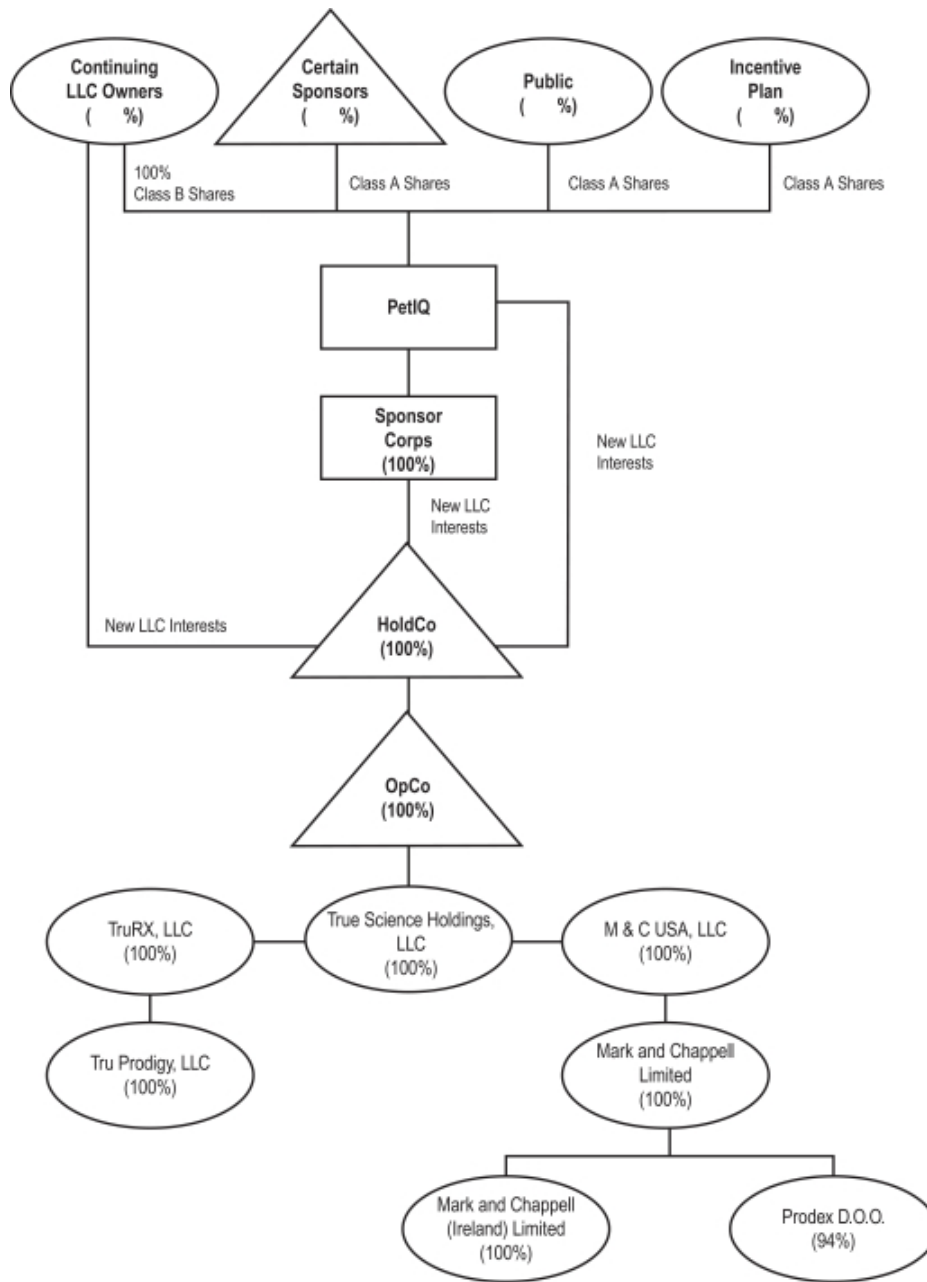 Continuing
LLC Owners
(      %)
Certain
Sponsors
(      %)
Public
(      %)
Incentive
Plan
(      %)
100%
Class B Shares
Class A Shares
Class A Shares
Class A Shares
PetIQ
Sponsor
Corps
(100%)
New LLC
Interests
New LLC
Interests
New LLC Interests
HoldCo
(100%)
OpCo
(100%)
TruRX, LLC
(100%)
True Science Holdings,
LLC
(100%)
M & C USA, LLC
(100%)
Tru Prodigy, LLC
(100%)
Mark and Chappell
Limited
(100%)
Mark and Chappell
(Ireland) Limited
(100%)
Prodex D.O.O.
(94%)